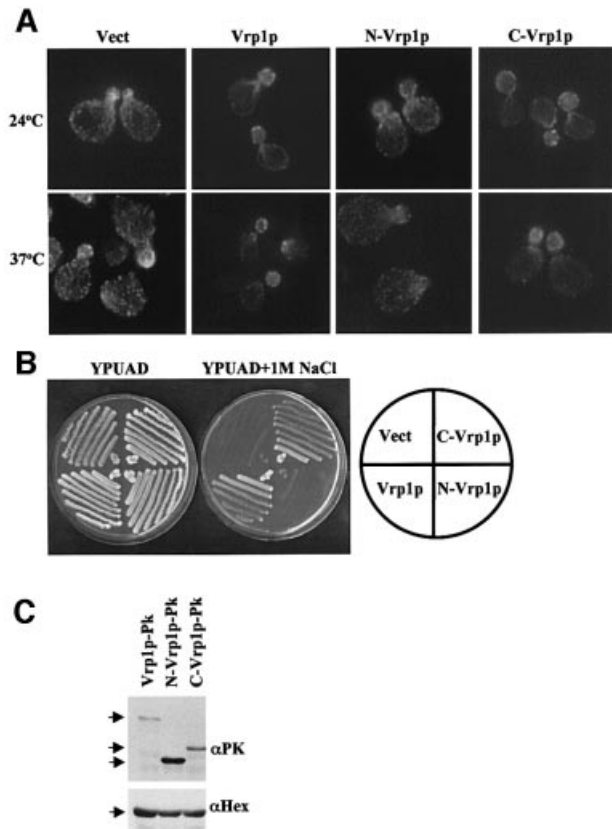 A
Vect Vrp1p N-Vrp1p C-Vrp1p
24°C
37°C
B
YPUAD YPUAD+1M NaCl
Vect C-Vrp1p
Vrp1p N-Vrp1p
C
Vrp1p-Pk
N-Vrp1p-Pk
C-Vrp1p-Pk
αPK
αHex